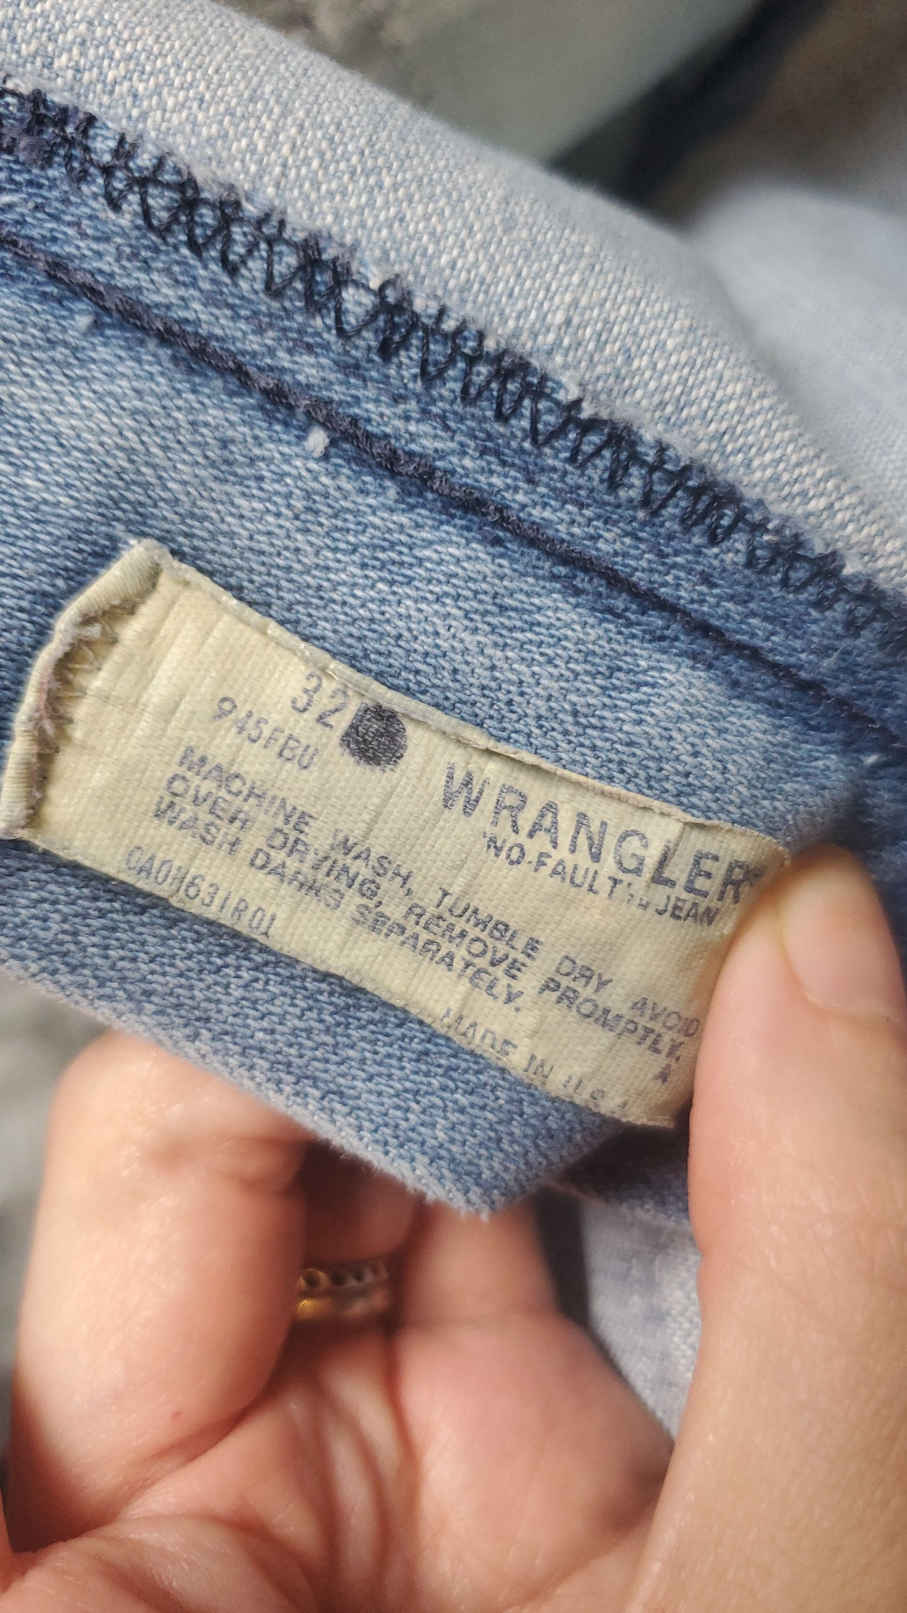 32
945FBU
WRANGLER®
"NO-FAULT"™ JEAN
MACHINE WASH, TUMBLE DRY AVOID
OVER DRYING, REMOVE PROMPTLY.
WASH DARKS SEPARATELY.
MADE IN U.S.